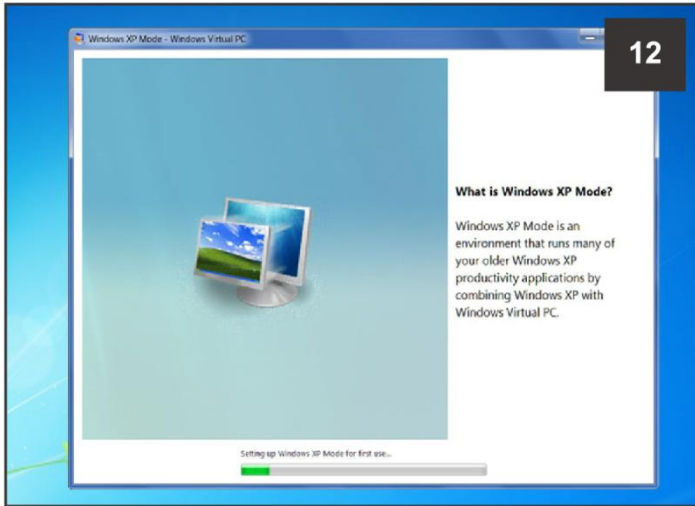 Windows XP Mode - Windows Virtual PC
12
What is Windows XP Mode?
Windows XP Mode is an
environment that runs many of
your older Windows XP
productivity applications by
combining Windows XP with
Windows Virtual PC.
Setting up Windows XP Mode for first use...